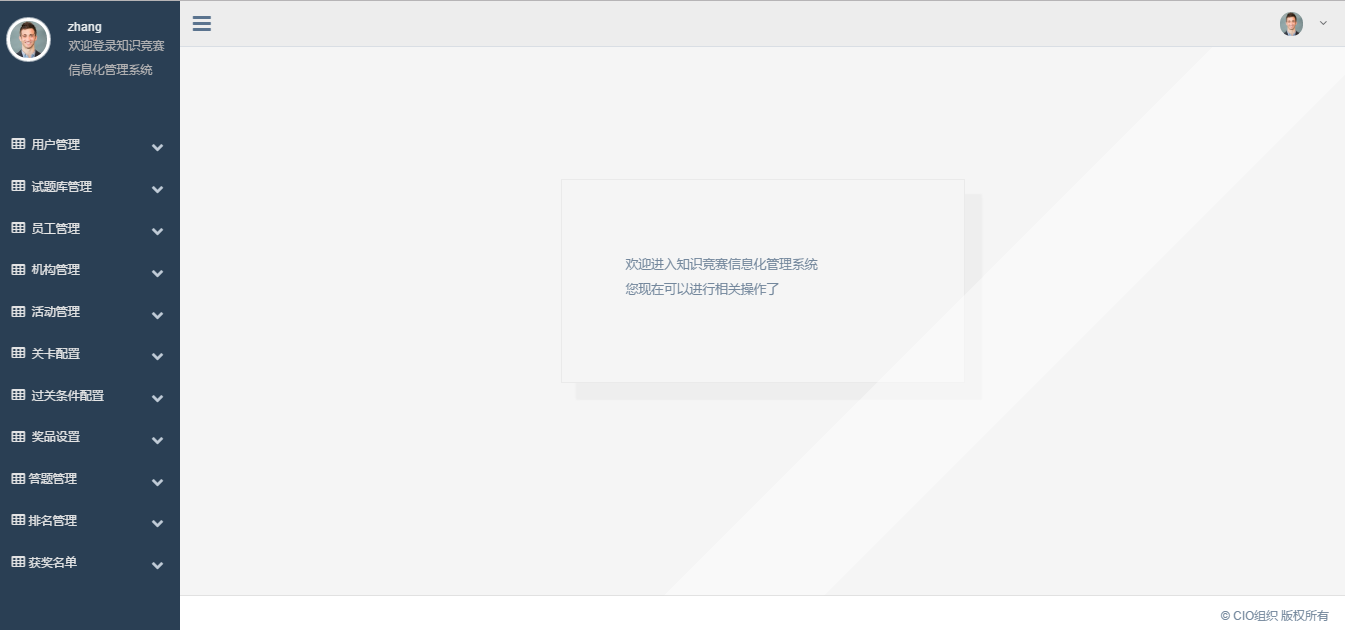 zhang
欢迎登录知识竞赛
信息化管理系统
用户管理
试题库管理
员工管理
机构管理
活动管理
关卡配置
过关条件配置
奖品设置
答题管理
排名管理
获奖名单
欢迎进入知识竞赛信息化管理系统
您现在可以进行相关操作了
© CIO组织 版权所有